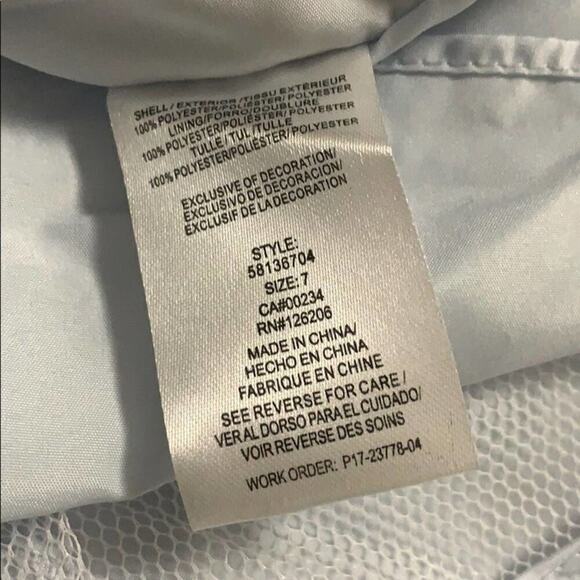 SHELL/EXTERIOR/TISSU EXTÉRIEUR
100% POLYESTER/POLIÉSTER/POLYESTER
LINING/FORRO/DOUBLURE
100% POLYESTER/POLIÉSTER/POLYESTER
TULLE/TUL/TULLE
100% POLYESTER/POLIÉSTER/POLYESTER
EXCLUSIVE OF DECORATION/
EXCLUSIVO DE DECORACION/
EXCLUSIF DE LA DECORATION
STYLE:
58136704
SIZE: 7
CA#00234
RN#126206
MADE IN CHINA/
HECHO EN CHINA
FABRIQUE EN CHINE
SEE REVERSE FOR CARE/
VER AL DORSO PARA EL CUIDADO/
VOIR REVERSE DES SOINS
WORK ORDER: P17-23778-04